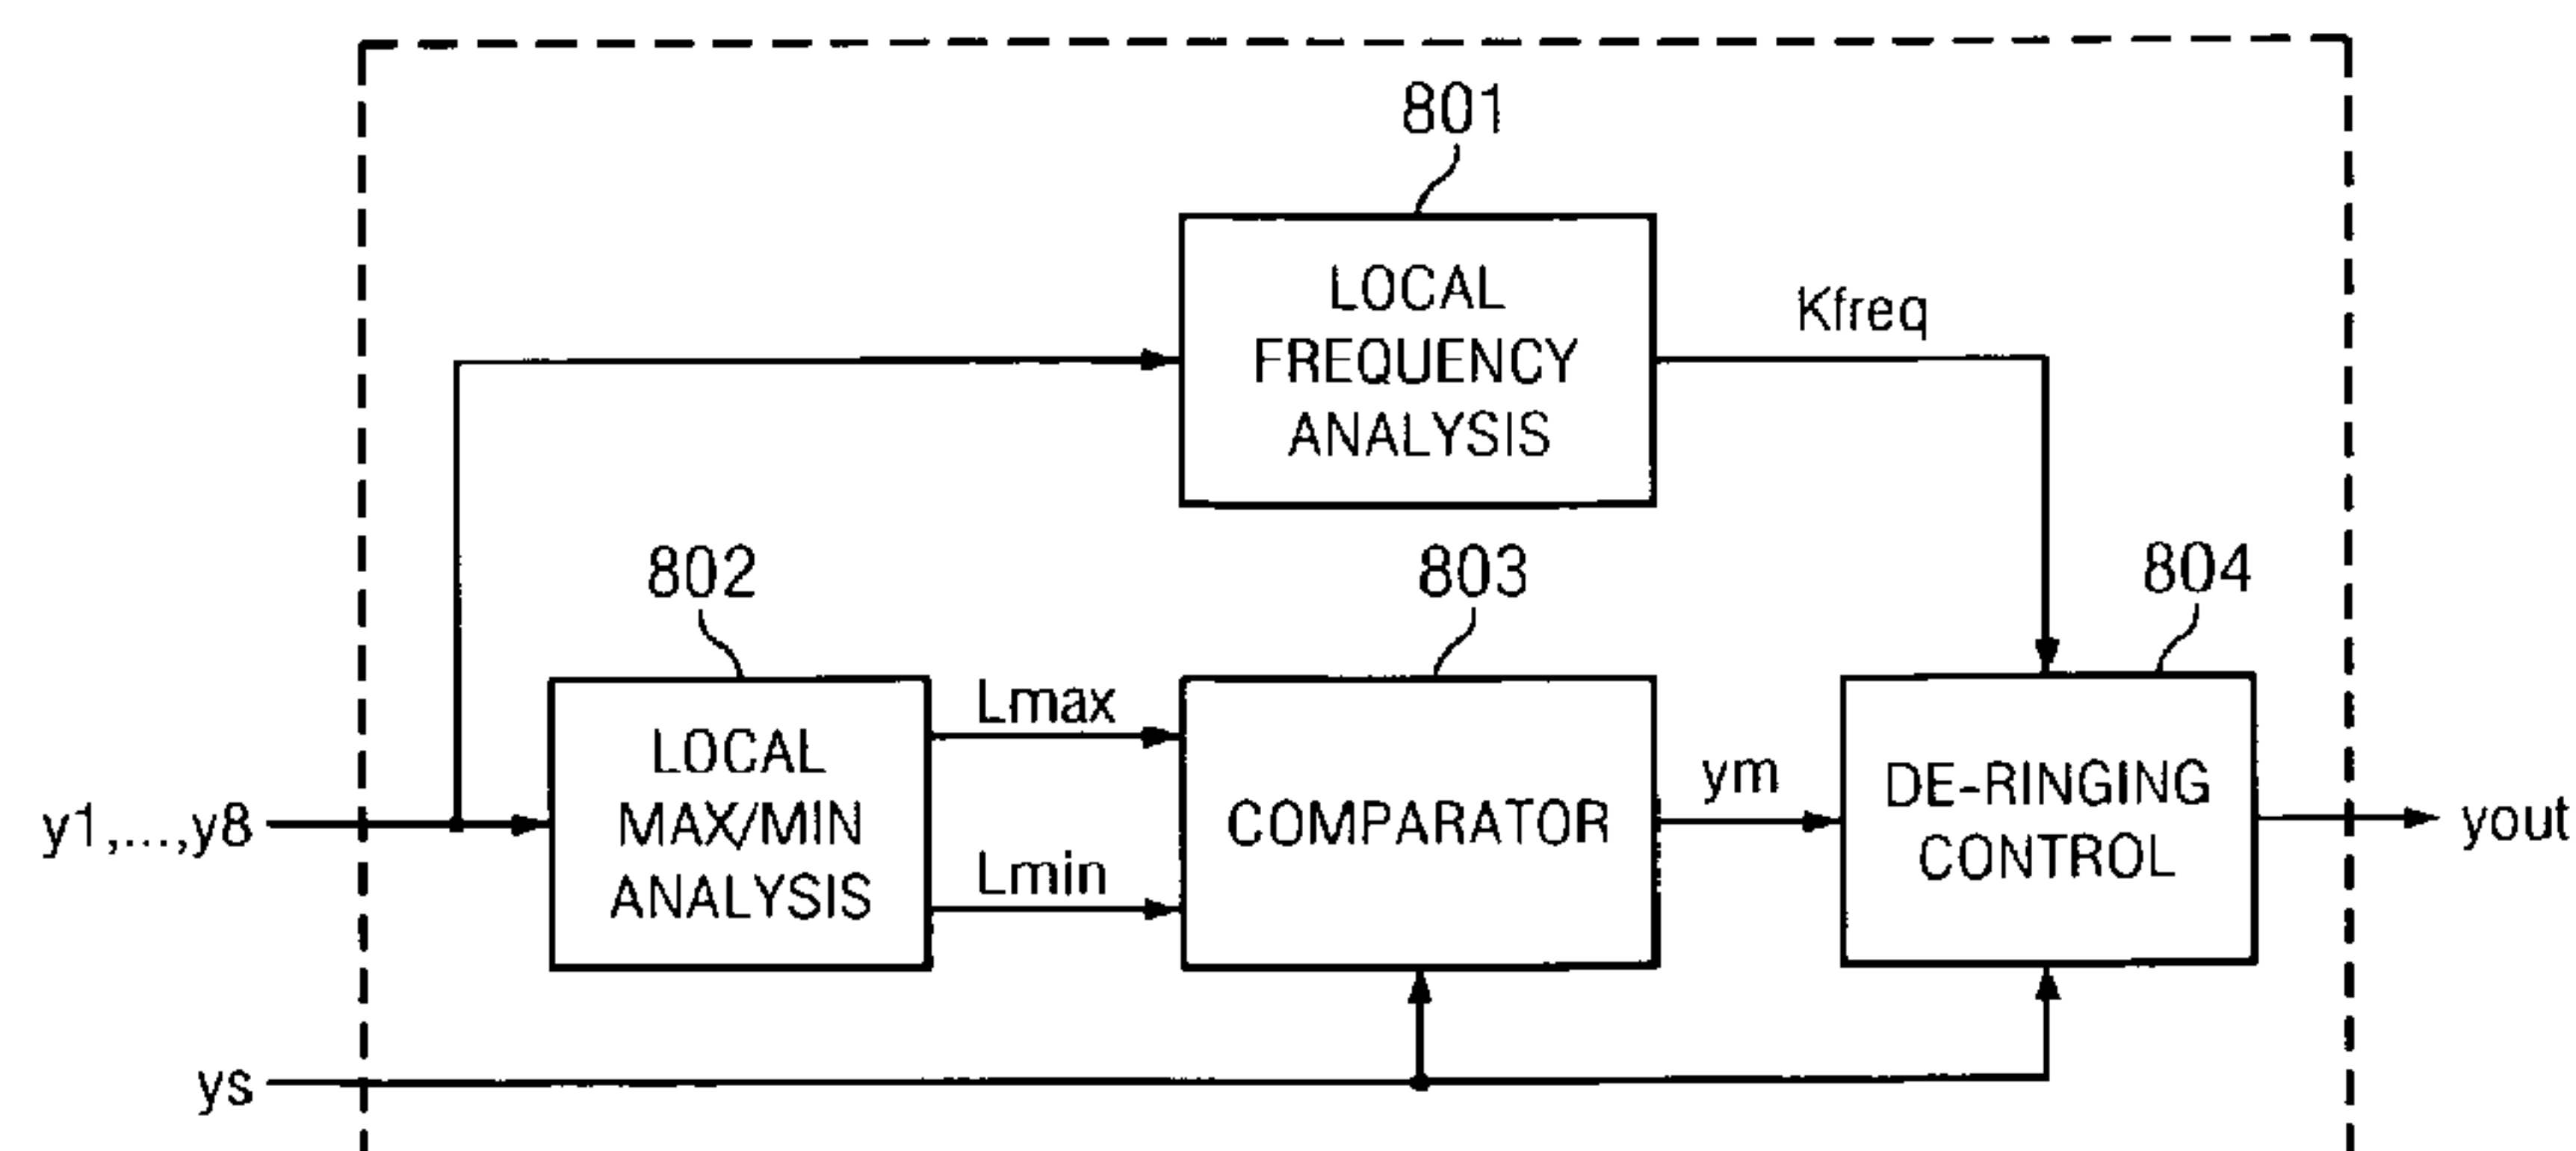 801
LOCAL
FREQUENCY
ANALYSIS
Kfreq
802
803
804
LOCAL
MAX/MIN
ANALYSIS
Lmax
Lmin
COMPARATOR
ym
DE-RINGING
CONTROL
y1,...,y8
yout
ys